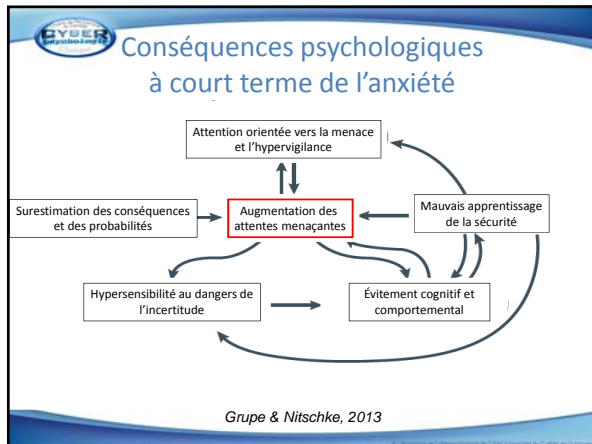 CYBER
psychologie
Conséquences psychologiques
à court terme de l'anxiété
Attention orientée vers la menace
et l'hypervigilance
Surestimation des conséquences
et des probabilités
Augmentation des
attentes menaçantes
Mauvais apprentissage
de la sécurité
Hypersensibilité au dangers de
l'incertitude
Évitement cognitif et
comportemental
Grupe & Nitschke, 2013